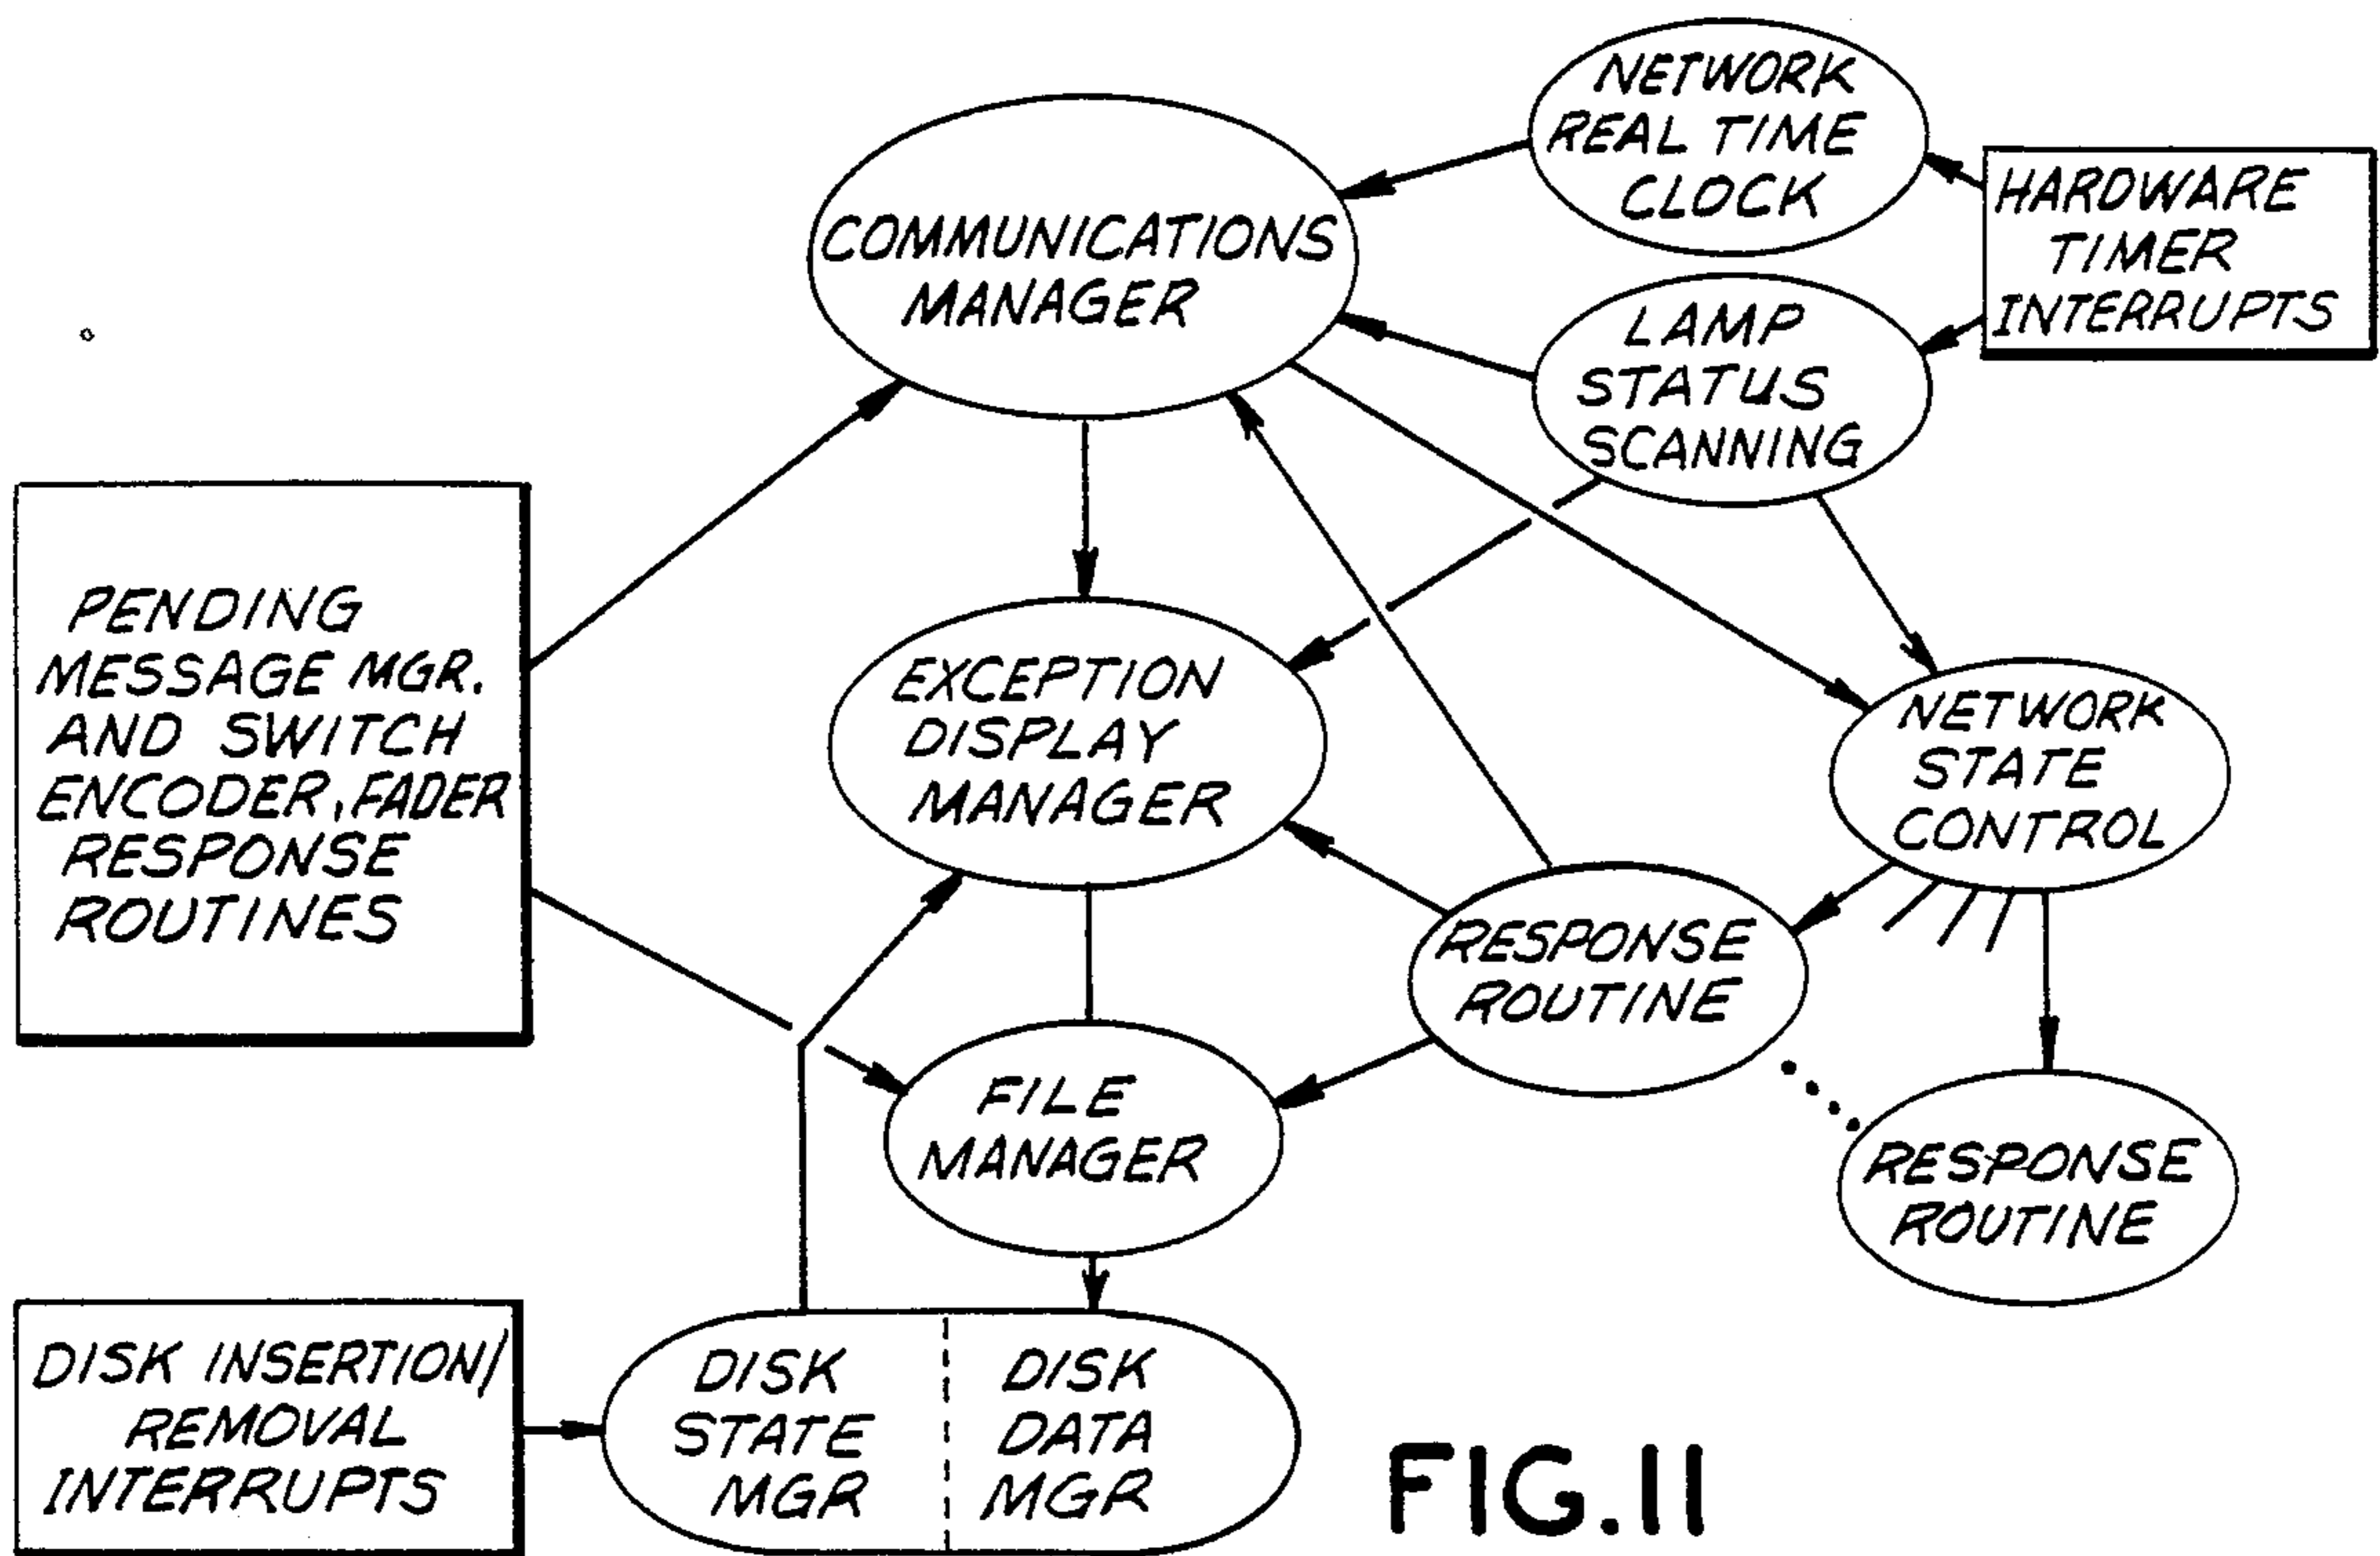 NETWORK
REAL TIME
CLOCK
HARDWARE
TIMER
INTERRUPTS
COMMUNICATIONS
MANAGER
LAMP
STATUS
SCANNING
PENDING
MESSAGE MGR.
AND SWITCH
ENCODER, FADER
RESPONSE
ROUTINES
EXCEPTION
DISPLAY
MANAGER
NETWORK
STATE
CONTROL
RESPONSE
ROUTINE
FILE
MANAGER
RESPONSE
ROUTINE
DISK INSERTION/
REMOVAL
INTERRUPTS
DISK
STATE
MGR
DISK
DATA
MGR
FIG.11